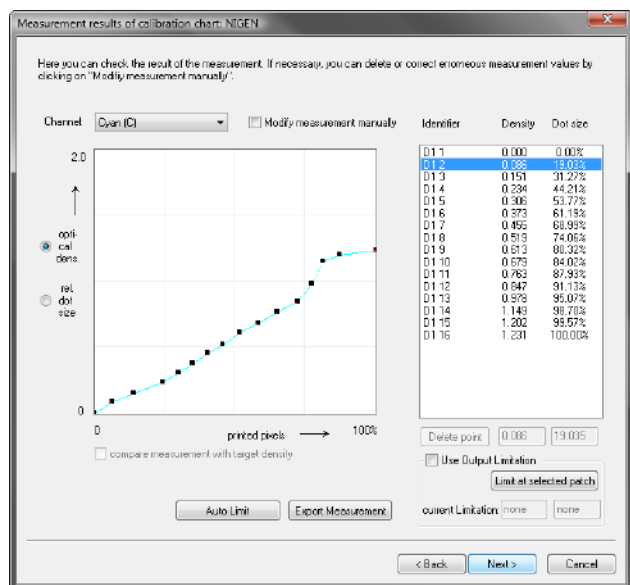 Measurement results of calibration chart: NIGEN
Here you can check the result of the measurement. If necessary, you can delete or correct erroneous measurement values by
clicking on "Modify measurement manually".
Channel: Cyan (C) Modify measurement manually
Identifier Density Dot size
2.0
opti-
cal
dens.
rel.
dot
size
0
0 printed pixels 100%
compare measurement with target density
D1 1 0.000 0.00%
D1 2 0.086 19.03%
D1 3 0.151 31.27%
D1 4 0.234 44.21%
D1 5 0.306 53.77%
D1 6 0.373 61.19%
D1 7 0.455 68.99%
D1 8 0.519 74.06%
D1 9 0.613 80.32%
D1 10 0.679 84.02%
D1 11 0.763 87.93%
D1 12 0.847 91.13%
D1 13 0.978 95.07%
D1 14 1.149 98.70%
D1 15 1.202 99.57%
D1 16 1.231 100.00%
Delete point 0.086 19.035
Use Output Limitation
Limit at selected patch
current Limitation: none none
Auto Limit Export Measurement
< Back Next > Cancel